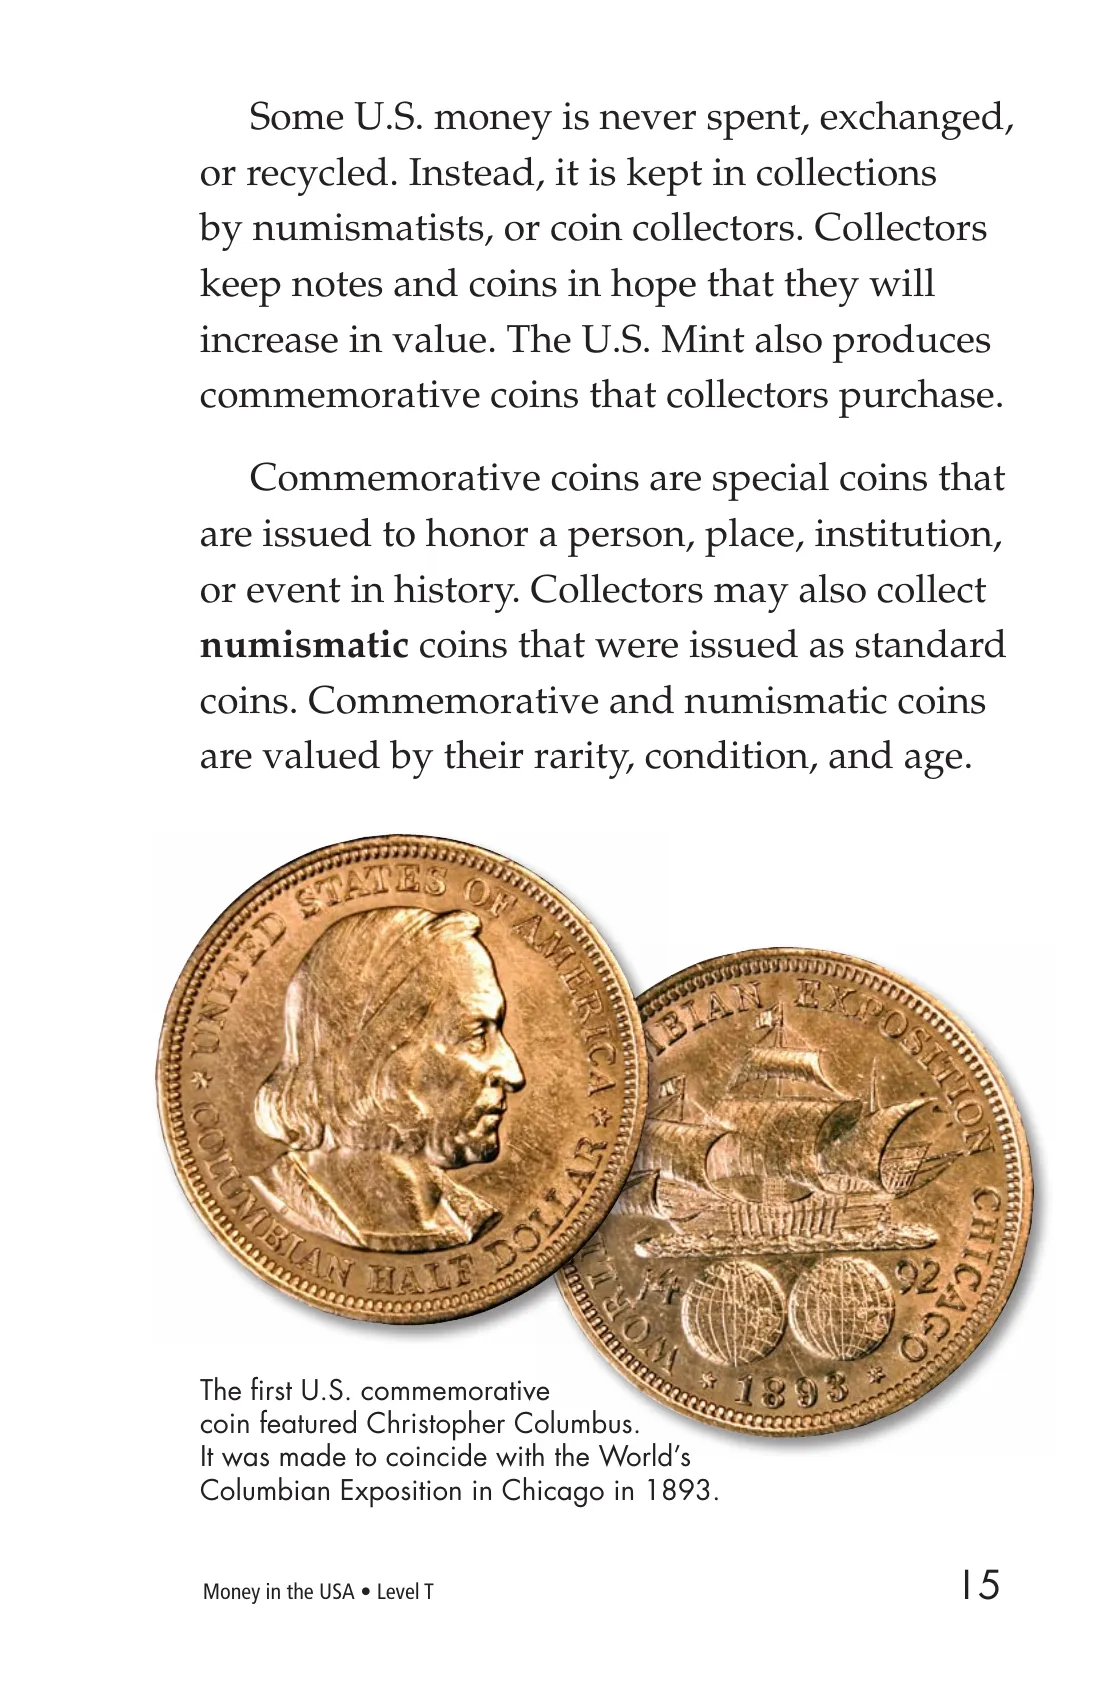 Some U.S. money is never spent, exchanged,
or recycled. Instead, it is kept in collections
by numismatists, or coin collectors. Collectors
keep notes and coins in hope that they will
increase in value. The U.S. Mint also produces
commemorative coins that collectors purchase.
Commemorative coins are special coins that
are issued to honor a person, place, institution,
or event in history. Collectors may also collect
numismatic coins that were issued as standard
coins. Commemorative and numismatic coins
are valued by their rarity, condition, and age.
UNITED STATES OF AMERICA
COLUMBIAN HALF DOLLAR
WORL
MBIAN EXPOSITION CHICAGO
14 92
1893
The first U.S. commemorative
coin featured Christopher Columbus.
It was made to coincide with the World’s
Columbian Exposition in Chicago in 1893.
Money in the USA • Level T
15